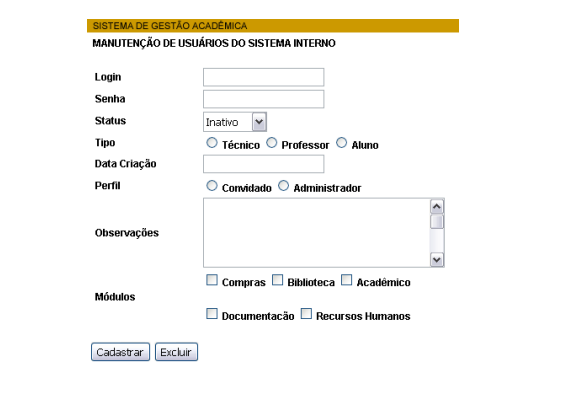 SISTEMA DE GESTÃO ACADÊMICA
MANUTENÇÃO DE USUÁRIOS DO SISTEMA INTERNO
Login
Senha
Status Inativo
Tipo Técnico Professor Aluno
Data Criação
Perfil Convidado Administrador
Observações
Compras Biblioteca Acadêmico
Módulos
Documentacão Recursos Humanos
Cadastrar Excluir